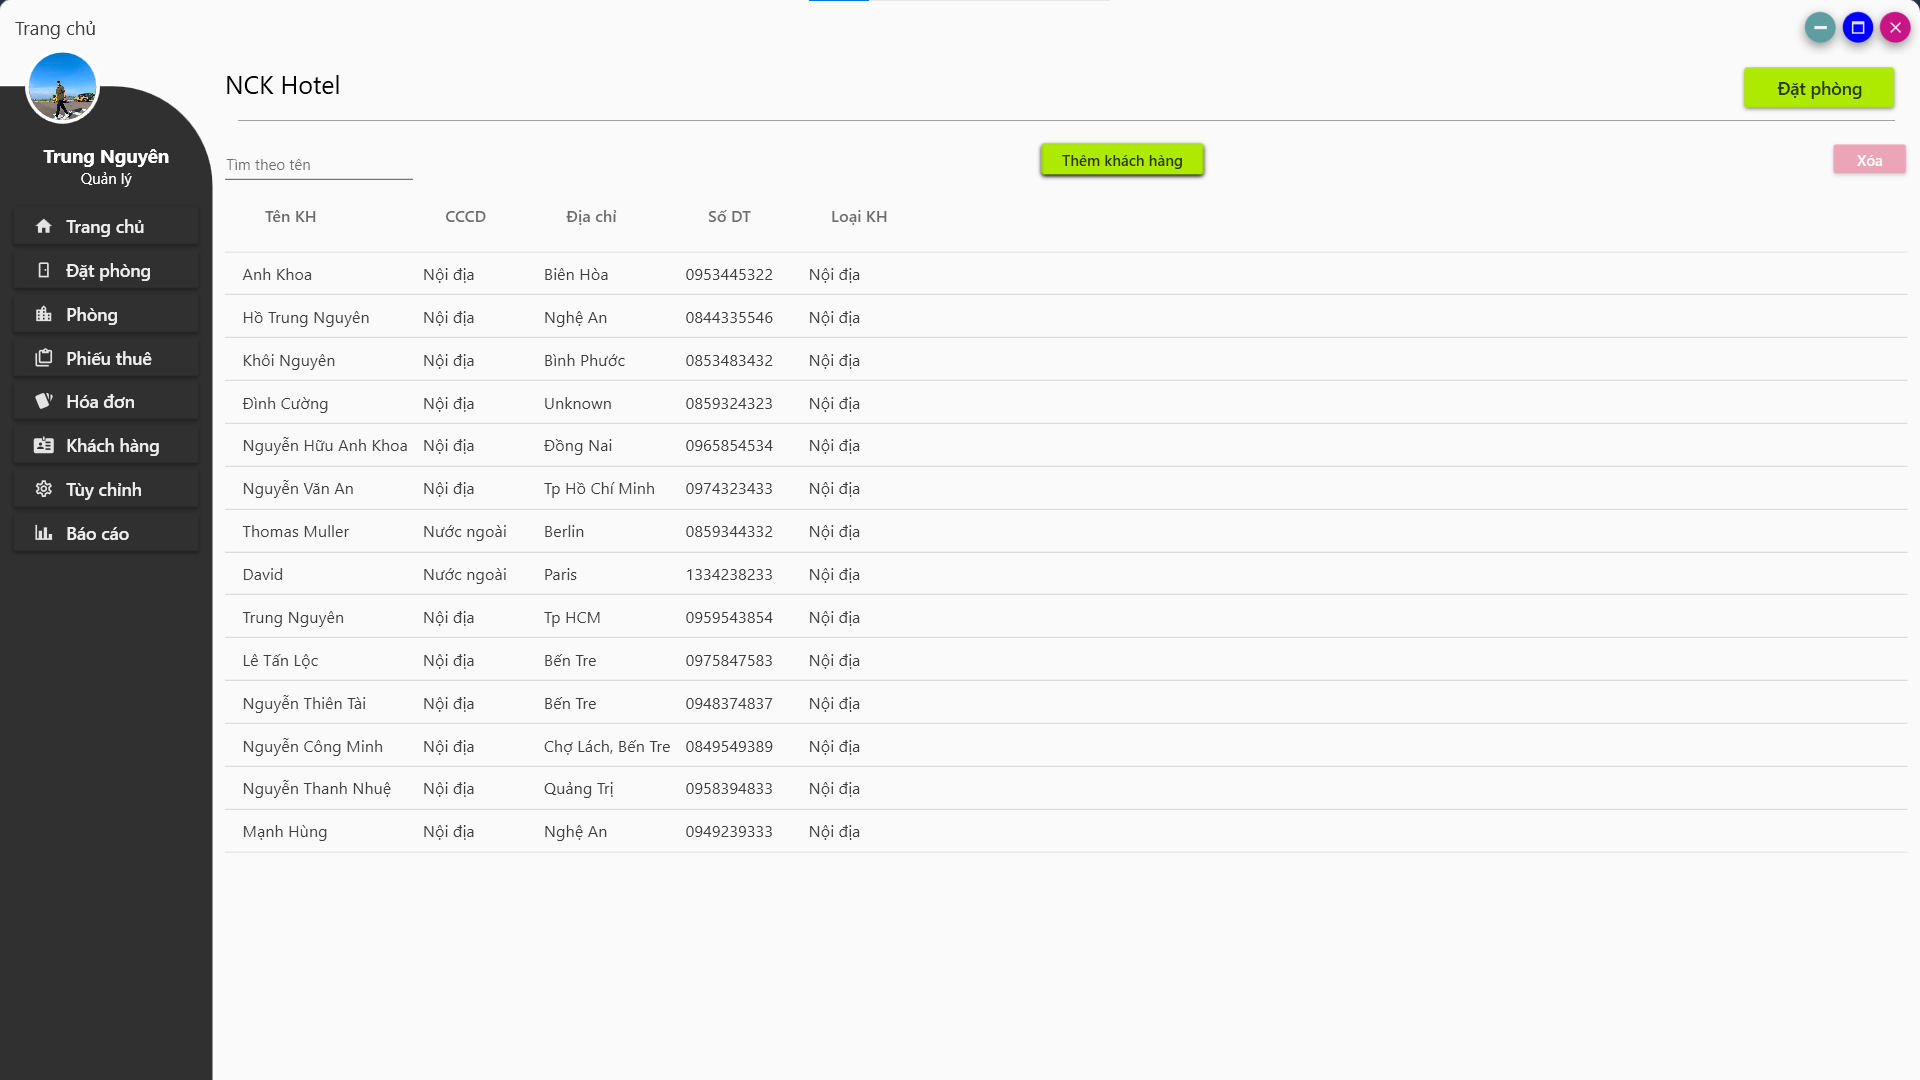 Trang chủ
NCK Hotel
Đặt phòng
Trung Nguyên
Quản lý
Trang chủ
Đặt phòng
Phòng
Phiếu thuê
Hóa đơn
Khách hàng
Tùy chỉnh
Báo cáo
Tìm theo tên
Thêm khách hàng
Xóa
Tên KH CCCD Địa chỉ Số DT Loại KH
Anh Khoa Nội địa Biên Hòa 0953445322 Nội địa
Hồ Trung Nguyên Nội địa Nghệ An 0844335546 Nội địa
Khôi Nguyên Nội địa Bình Phước 0853483432 Nội địa
Đình Cường Nội địa Unknown 0859324323 Nội địa
Nguyễn Hữu Anh Khoa Nội địa Đồng Nai 0965854534 Nội địa
Nguyễn Văn An Nội địa Tp Hồ Chí Minh 0974323433 Nội địa
Thomas Muller Nước ngoài Berlin 0859344332 Nội địa
David Nước ngoài Paris 1334238233 Nội địa
Trung Nguyên Nội địa Tp HCM 0959543854 Nội địa
Lê Tấn Lộc Nội địa Bến Tre 0975847583 Nội địa
Nguyễn Thiên Tài Nội địa Bến Tre 0948374837 Nội địa
Nguyễn Công Minh Nội địa Chợ Lách, Bến Tre 0849549389 Nội địa
Nguyễn Thanh Nhuệ Nội địa Quảng Trị 0958394833 Nội địa
Mạnh Hùng Nội địa Nghệ An 0949239333 Nội địa